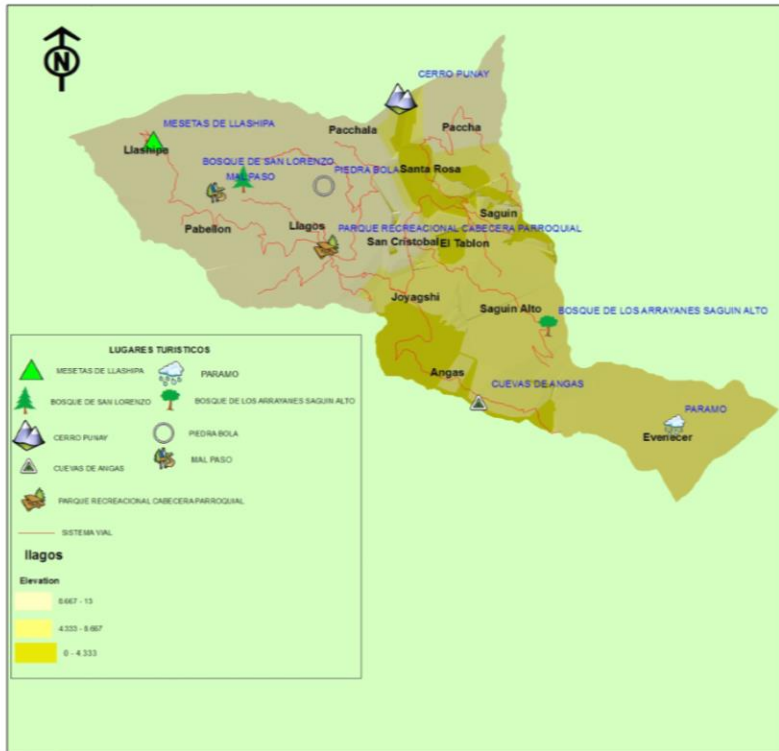 N
CERRO PUNAY
MESETAS DE LLASHIPA
Pacchala
Paccha
Llashipe
BOSQUE DE SAN LORENZO
MAL PASO
PIEDRA BOLA
Santa Rosa
Saguin
Pabellon
Llagos
PARQUE RECREACIONAL CABECERA PARROQUIAL
San Cristobal
El Tablon
Joyagshi
Saguin Alto
BOSQUE DE LOS ARRAYANES SAGUIN ALTO
Angas
CUEVAS DE ANGAS
PARAMO
Evenecer
LUGARES TURISTICOS
MESETAS DE LLASHIPA
PARAMO
BOSQUE DE SAN LORENZO
BOSQUE DE LOS ARRAYANES SAGUIN ALTO
CERRO PUNAY
PIEDRA BOLA
CUEVAS DE ANGAS
MAL PASO
PARQUE RECREACIONAL CABECERA PARROQUIAL
SISTEMA VIAL
llagos
Elevation
8.667 - 13
4.333 - 8.667
0 - 4.333